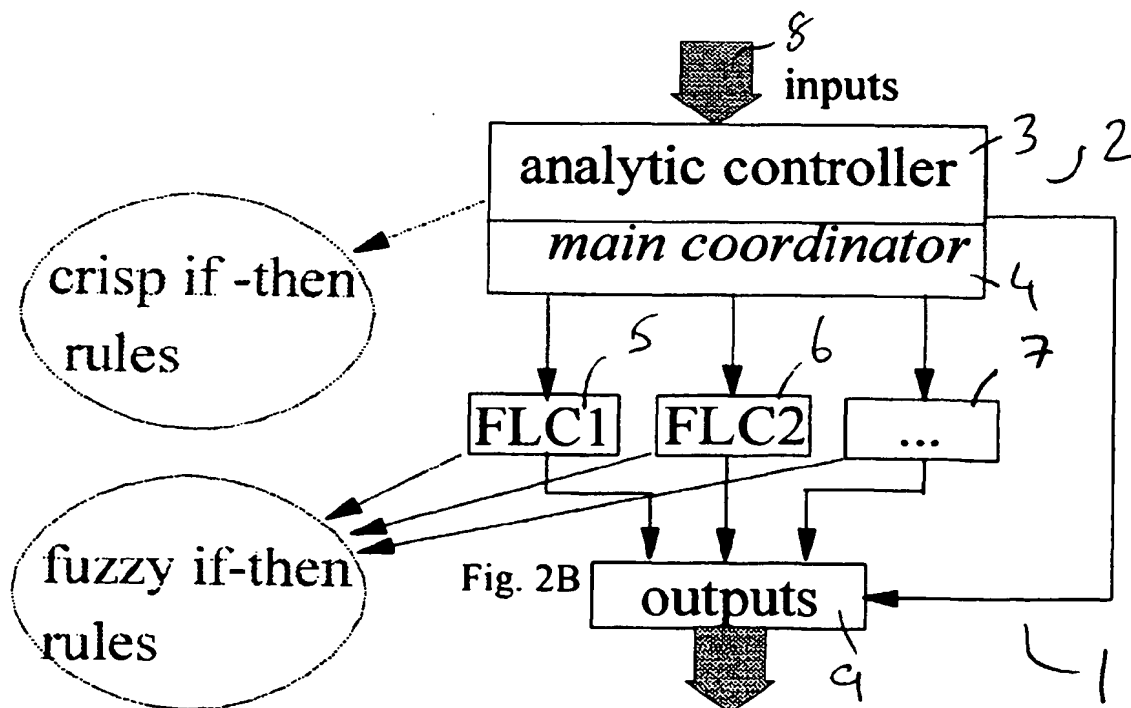 8
inputs
analytic controller
3
2
main coordinator
4
crisp if -then
rules
5
6
7
FLC1
FLC2
...
fuzzy if-then
rules
Fig. 2B
outputs
9
1